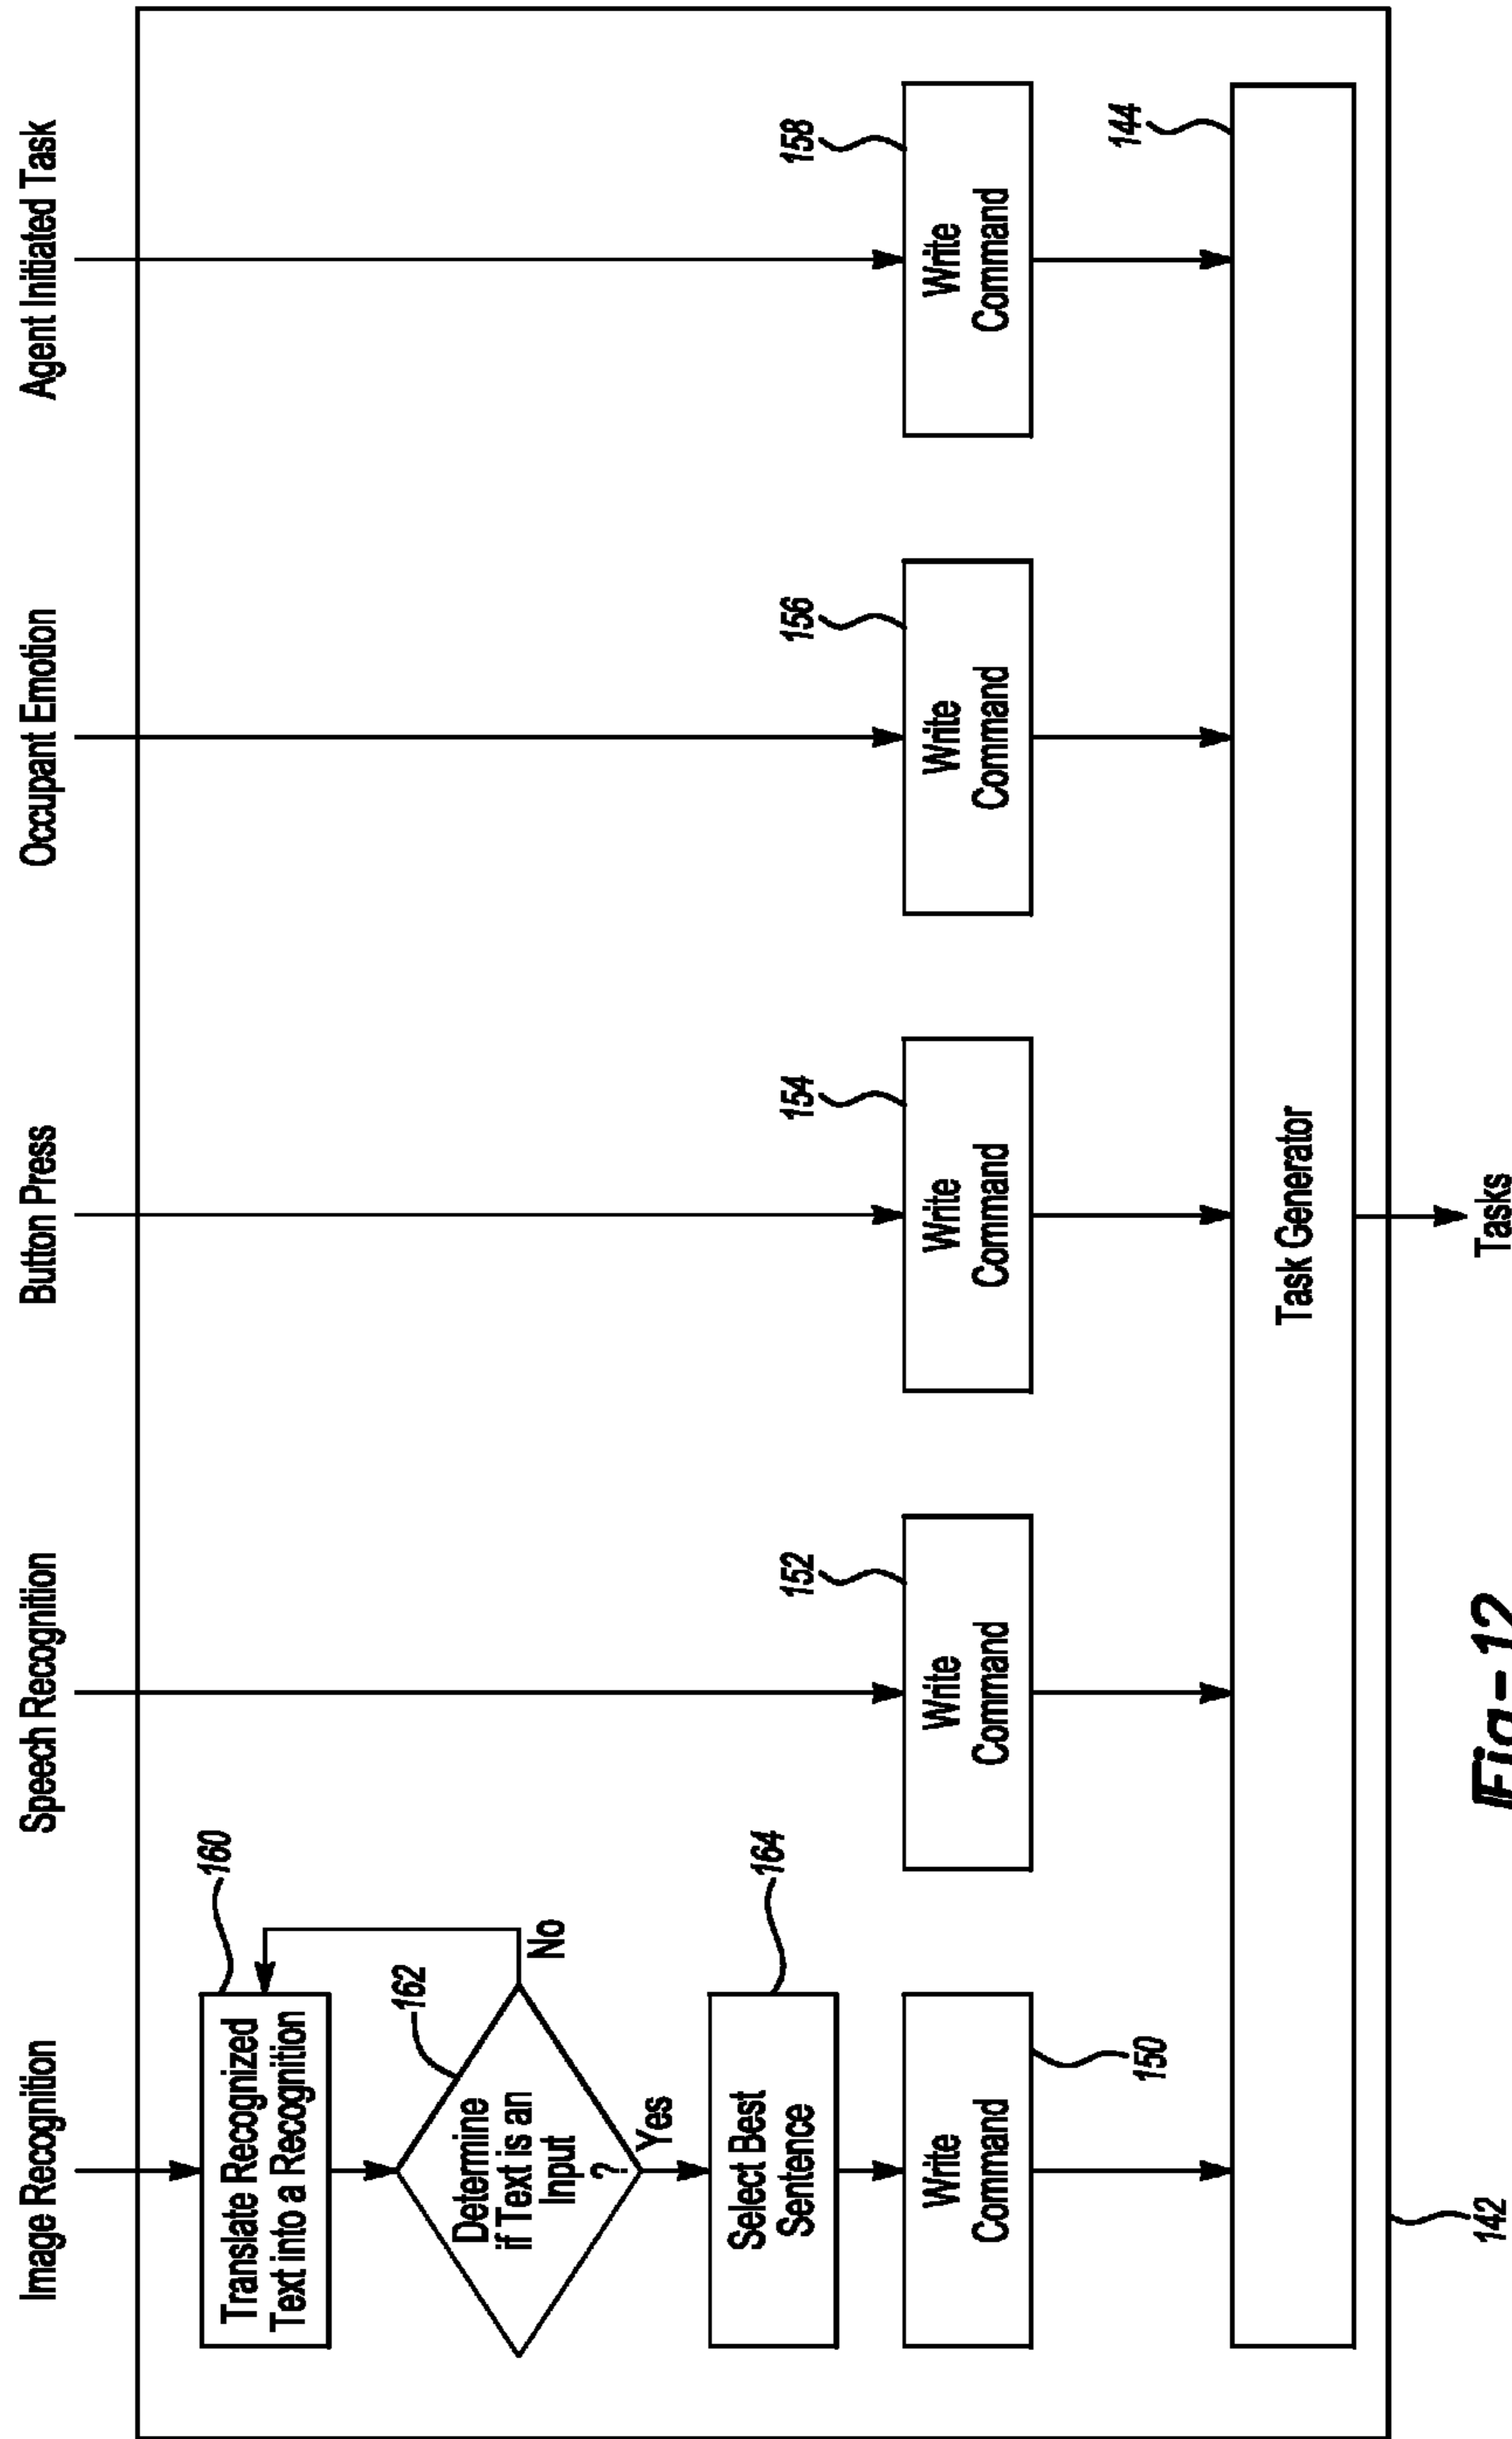 Image Recognition
Speech Recognition
Button Press
Occupant Emotion
Agent Initiated Task
160
Translate Recognized
Text into a Recognition
162
Determine
if Text is an
Input
?
No
Yes
164
Select Best
Sentence
Write
Command
150
152
Write
Command
154
Write
Command
156
Write
Command
158
Write
Command
144
Task Generator
142
Tasks
Fig-12